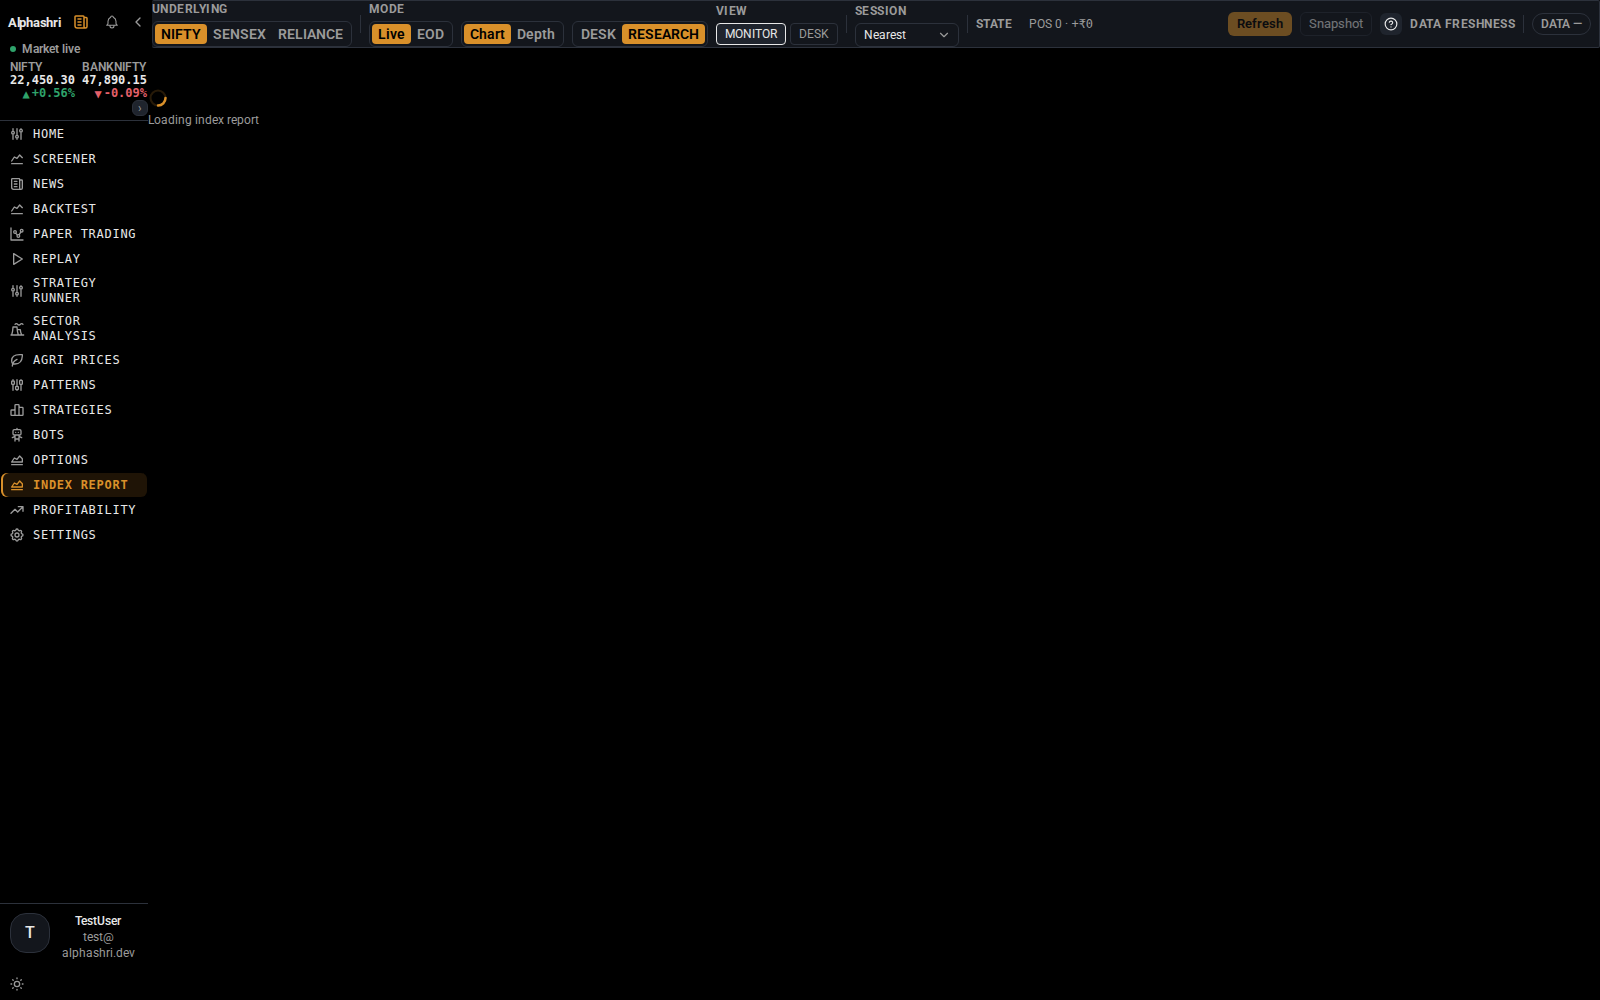 Alphashri
Market live
NIFTY BANKNIFTY
22,450.30 47,890.15
▲+0.56% ▼-0.09%
HOME
SCREENER
NEWS
BACKTEST
PAPER TRADING
REPLAY
STRATEGY
RUNNER
SECTOR
ANALYSIS
AGRI PRICES
PATTERNS
STRATEGIES
BOTS
OPTIONS
INDEX REPORT
PROFITABILITY
SETTINGS
T
TestUser
test@
alphashri.dev
UNDERLYING
NIFTY SENSEX RELIANCE
MODE
Live EOD
Chart Depth
DESK RESEARCH
VIEW
MONITOR DESK
SESSION
Nearest
STATE POS 0 · +₹0
Refresh Snapshot DATA FRESHNESS DATA —
Loading index report